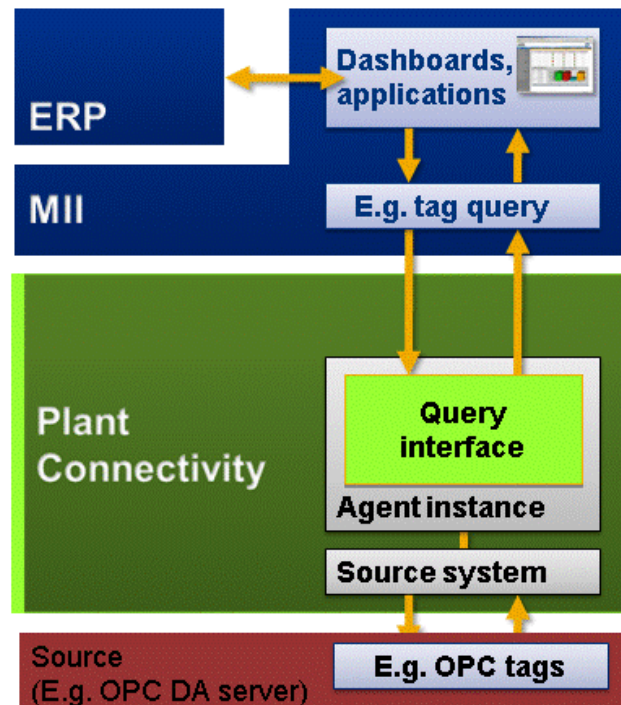 ERP
Dashboards,
applications
MII
E.g. tag query
Plant
Connectivity
Query
interface
Agent instance
Source system
Source
(E.g. OPC DA server)
E.g. OPC tags